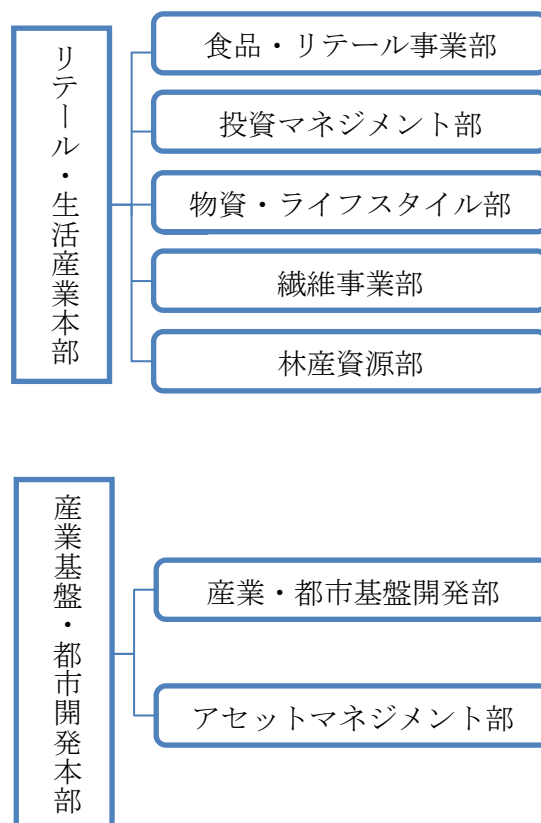 リテール・生活産業本部
食品・リテール事業部
投資マネジメント部
物資・ライフスタイル部
繊維事業部
林産資源部
産業基盤・都市開発本部
産業・都市基盤開発部
アセットマネジメント部